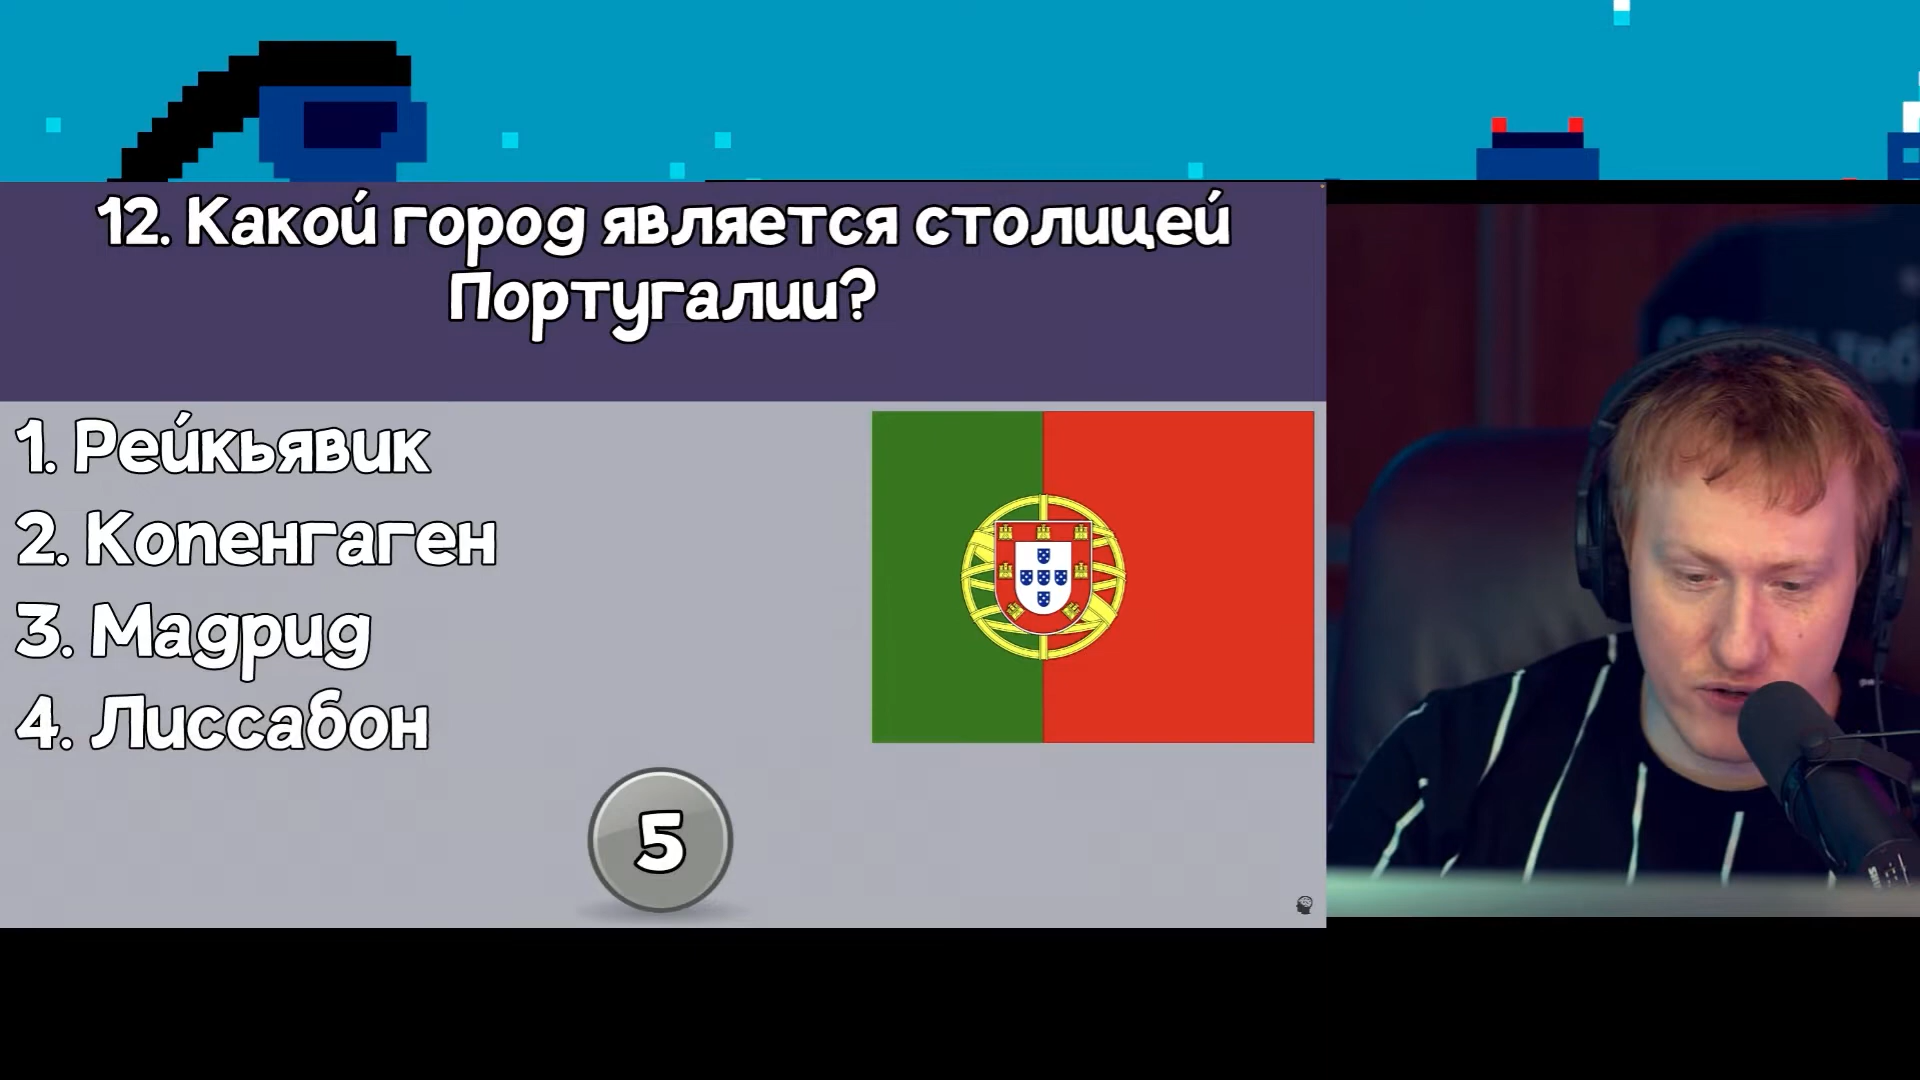 12. Какой город является столицей
Португалии?
1. Рейкьявик
2. Копенгаген
3. Мадрид
4. Лиссабон
5